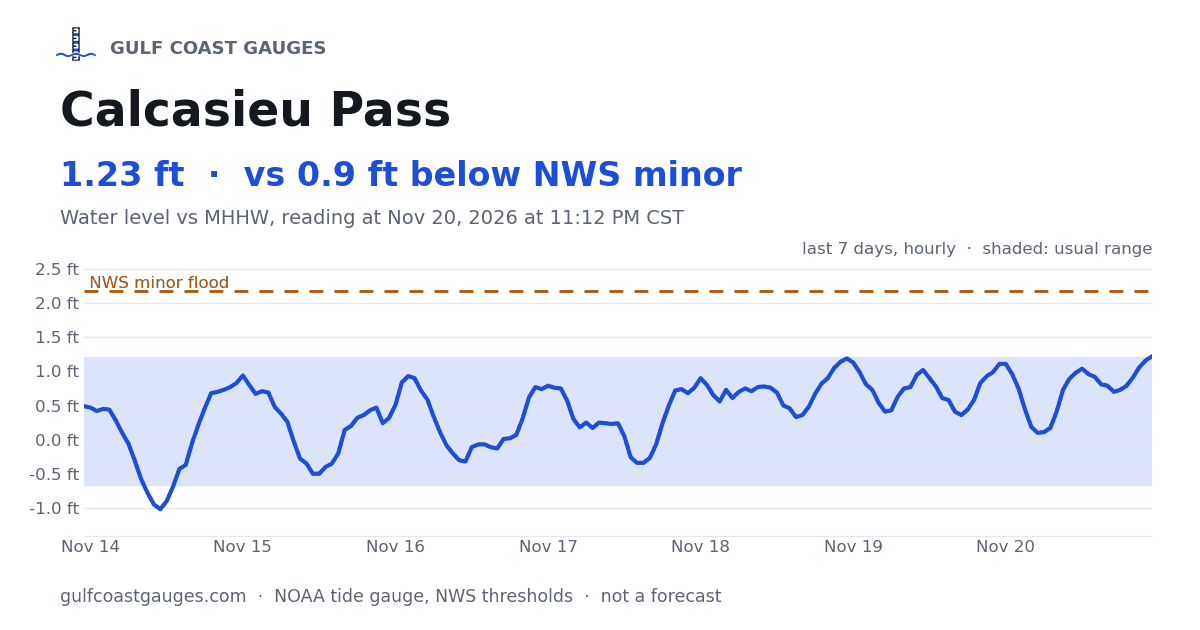 GULF COAST GAUGES
Calcasieu Pass
1.23 ft · vs 0.9 ft below NWS minor
Water level vs MHHW, reading at Nov 20, 2026 at 11:12 PM CST
last 7 days, hourly · shaded: usual range
2.5 ft
NWS minor flood
2.0 ft
1.5 ft
1.0 ft
0.5 ft
0.0 ft
-0.5 ft
-1.0 ft
Nov 14 Nov 15 Nov 16 Nov 17 Nov 18 Nov 19 Nov 20
gulfcoastgauges.com · NOAA tide gauge, NWS thresholds · not a forecast